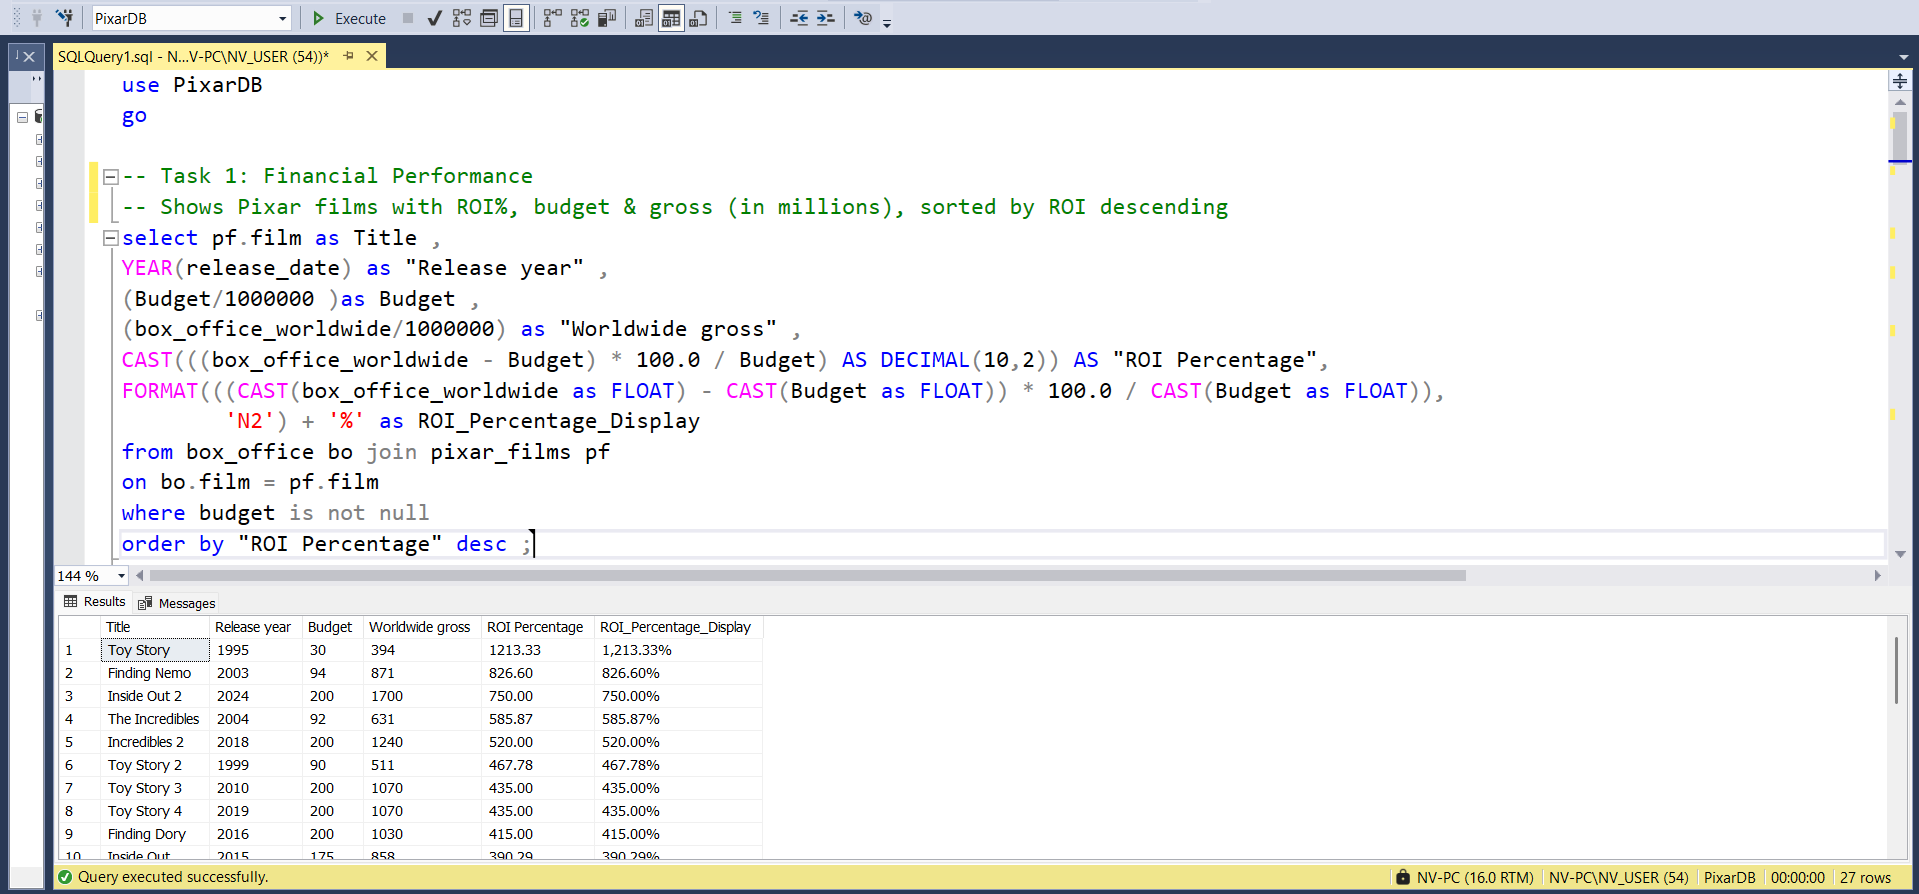 PixarDB
Execute
SQLQuery1.sql - N...V-PC\NV_USER (54))*
use PixarDB
go
-- Task 1: Financial Performance
-- Shows Pixar films with ROI%, budget & gross (in millions), sorted by ROI descending
select pf.film as Title ,
YEAR(release_date) as "Release year" ,
(Budget/1000000 )as Budget ,
(box_office_worldwide/1000000) as "Worldwide gross" ,
CAST(((box_office_worldwide - Budget) * 100.0 / Budget) AS DECIMAL(10,2)) AS "ROI Percentage",
FORMAT(((CAST(box_office_worldwide as FLOAT) - CAST(Budget as FLOAT)) * 100.0 / CAST(Budget as FLOAT)),
'N2') + '%' as ROI_Percentage_Display
from box_office bo join pixar_films pf
on bo.film = pf.film
where budget is not null
order by "ROI Percentage" desc ;
144 %
Results Messages
Title Release year Budget Worldwide gross ROI Percentage ROI_Percentage_Display
1 Toy Story 1995 30 394 1213.33 1,213.33%
2 Finding Nemo 2003 94 871 826.60 826.60%
3 Inside Out 2 2024 200 1700 750.00 750.00%
4 The Incredibles 2004 92 631 585.87 585.87%
5 Incredibles 2 2018 200 1240 520.00 520.00%
6 Toy Story 2 1999 90 511 467.78 467.78%
7 Toy Story 3 2010 200 1070 435.00 435.00%
8 Toy Story 4 2019 200 1070 435.00 435.00%
9 Finding Dory 2016 200 1030 415.00 415.00%
10 Inside Out 2015 175 858 390.29 390.29%
Query executed successfully. NV-PC (16.0 RTM) NV-PC\NV_USER (54) PixarDB 00:00:00 27 rows